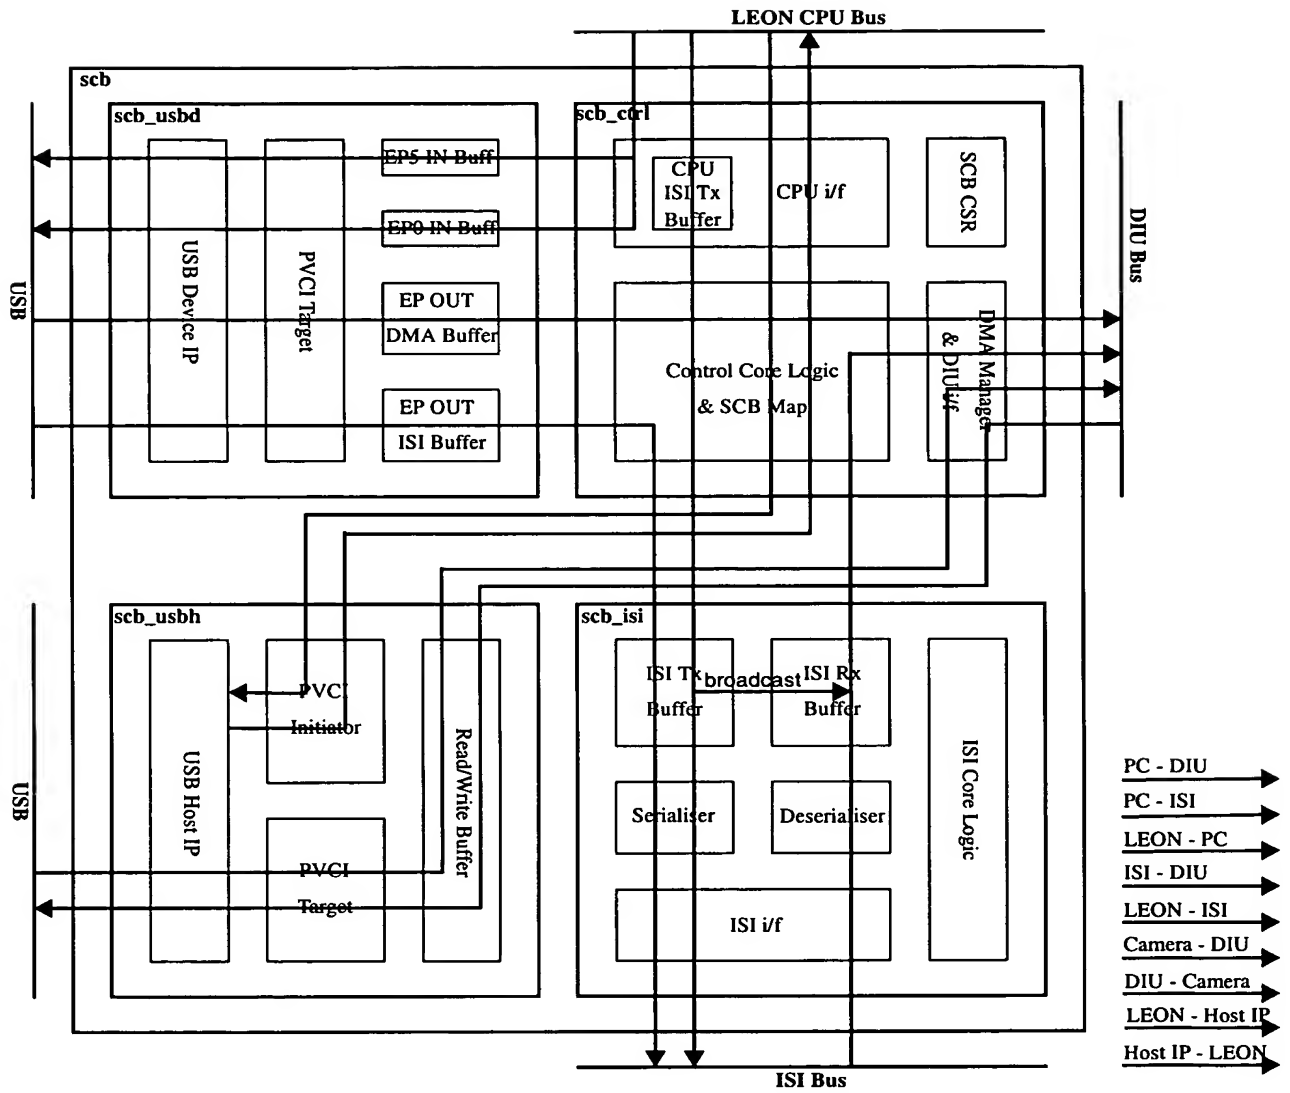 LEON CPU Bus
scb
scb_usbd
scb_ctrl
EP5 IN Buff
EP0 IN Buff
EP OUT
DMA Buffer
EP OUT
ISI Buffer
USB Device IP
PVCI Target
USB
CPU
ISI Tx
Buffer
CPU i/f
SCB CSR
Control Core Logic
& SCB Map
DMA Manager
& DIU i/f
DIU Bus
scb_usbh
scb_isi
USB
USB Host IP
PVCI
Initiator
PVCI
Target
Read/Write Buffer
ISI Tx
Buffer
broadcast
ISI Rx
Buffer
Serialiser
Deserialiser
ISI i/f
ISI Core Logic
ISI Bus
PC - DIU
PC - ISI
LEON - PC
ISI - DIU
LEON - ISI
Camera - DIU
DIU - Camera
LEON - Host IP
Host IP - LEON